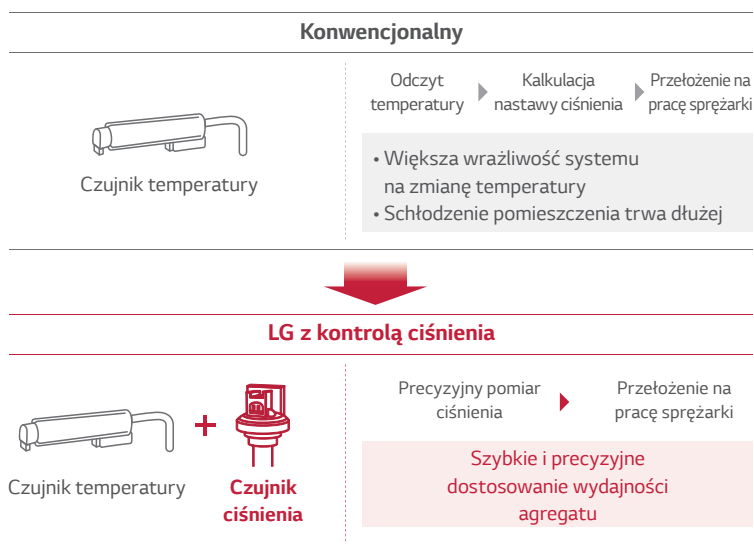 Konwencjonalny
Czujnik temperatury
Odczyt
temperatury
Kalkulacja
nastawy ciśnienia
Przełożenie na
pracę sprężarki
• Większa wrażliwość systemu
na zmianę temperatury
• Schłodzenie pomieszczenia trwa dłużej
LG z kontrolą ciśnienia
Czujnik temperatury
+
Czujnik
ciśnienia
Precyzyjny pomiar
ciśnienia
Przełożenie na
pracę sprężarki
Szybkie i precyzyjne
dostosowanie wydajności
agregatu